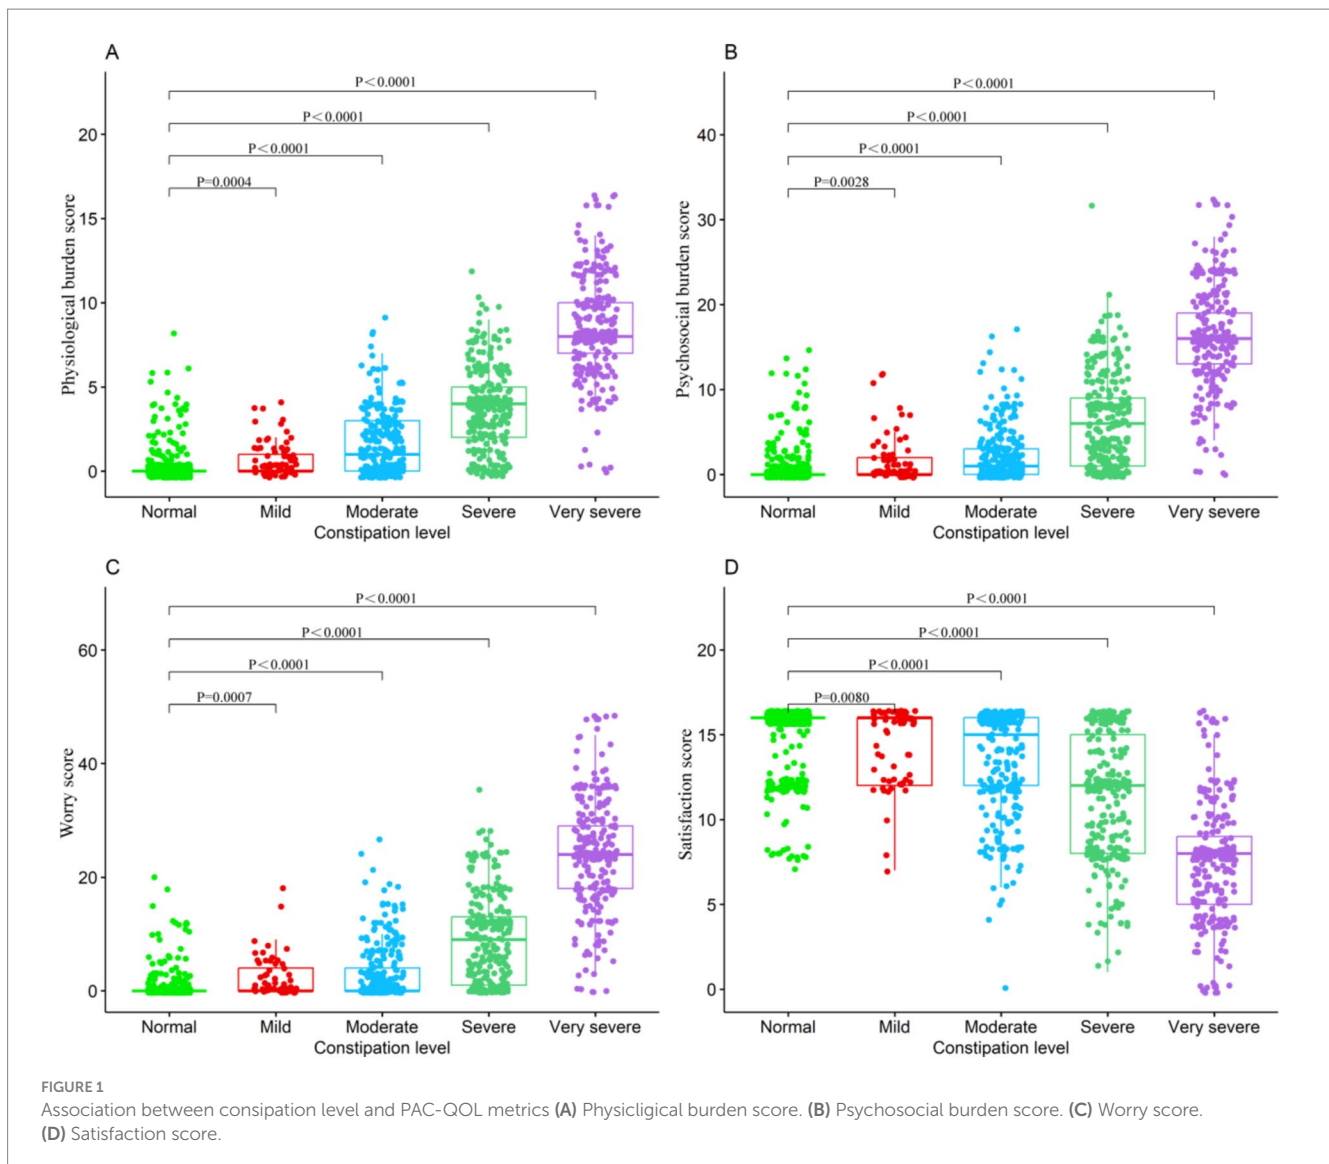 A
P<0.0001
P<0.0001
P<0.0001
P=0.0004
20
15
10
5
0
Physiological burden score
Normal Mild Moderate Severe Very severe
Constipation level
B
P<0.0001
P<0.0001
P<0.0001
P=0.0028
40
30
20
10
0
Psychosocial burden score
Normal Mild Moderate Severe Very severe
Constipation level
C
P<0.0001
P<0.0001
P<0.0001
P=0.0007
60
40
20
0
Worry score
Normal Mild Moderate Severe Very severe
Constipation level
D
P<0.0001
P<0.0001
P<0.0001
P=0.0080
20
15
10
5
0
Satisfaction score
Normal Mild Moderate Severe Very severe
Constipation level
FIGURE 1
Association between consipation level and PAC-QOL metrics (A) Physicligical burden score. (B) Psychosocial burden score. (C) Worry score.
(D) Satisfaction score.